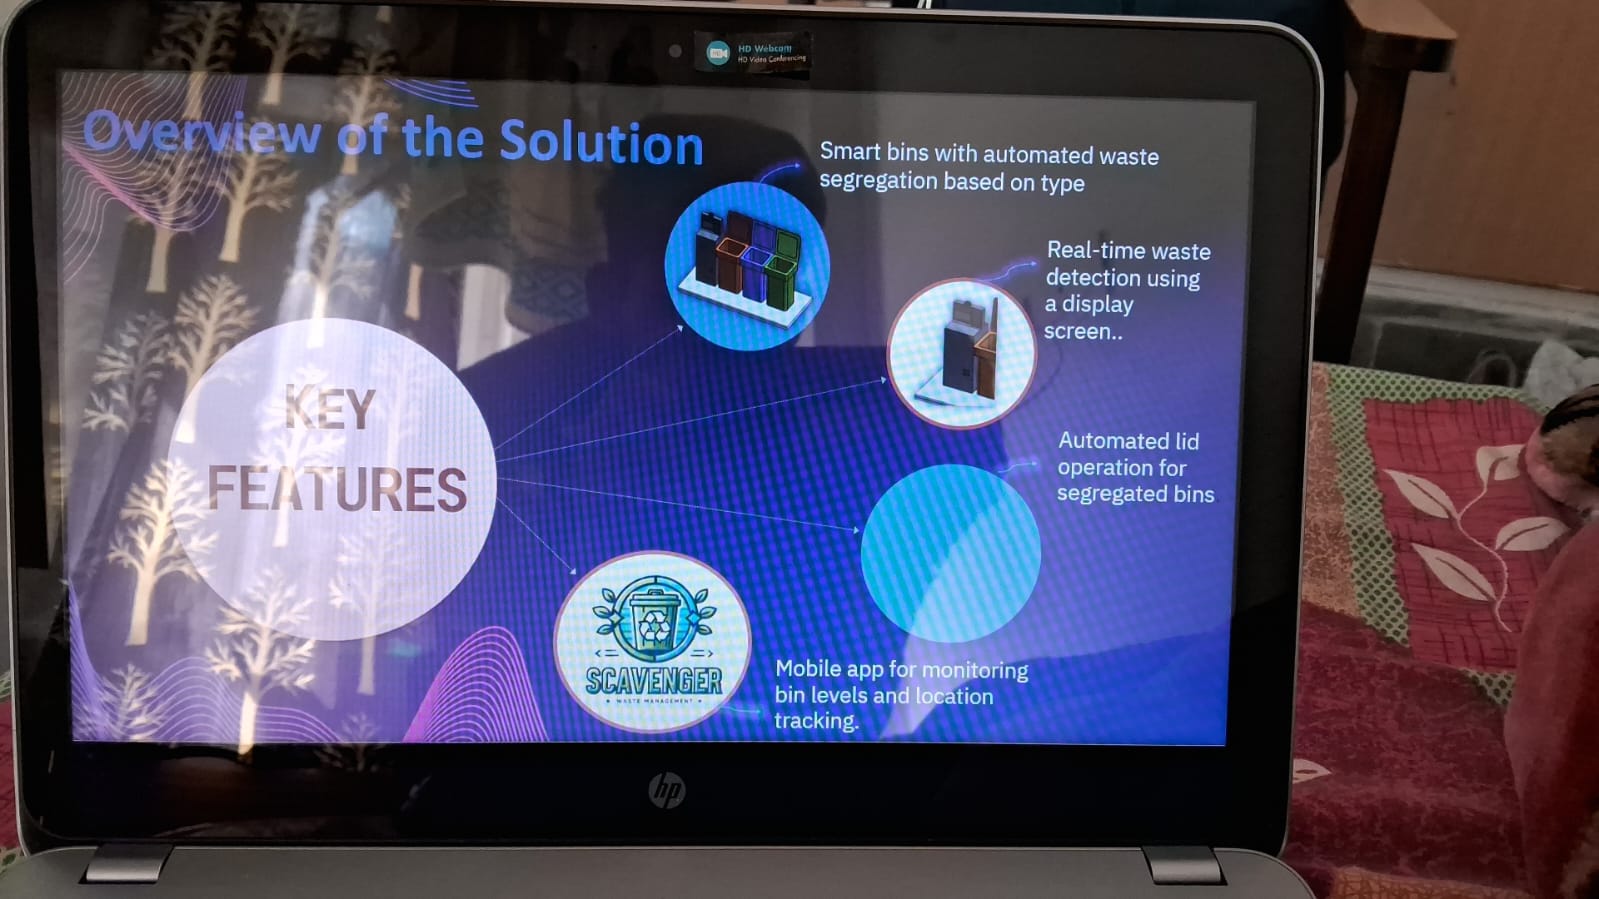 HD Webcam
HD Video Conferencing
Overview of the Solution
Smart bins with automated waste
segregation based on type
Real-time waste
detection using
a display
screen..
KEY
FEATURES
Automated lid
operation for
segregated bins
SCAVENGER
WASTE MANAGEMENT
Mobile app for monitoring
bin levels and location
tracking.
hp